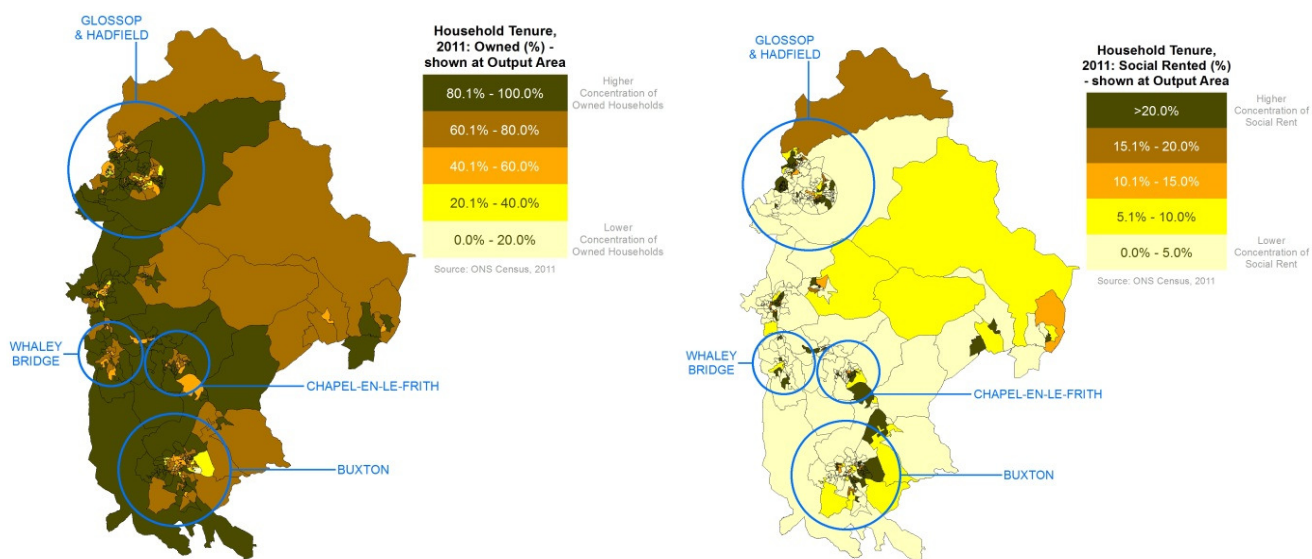 GLOSSOP
& HADFIELD
Household Tenure,
2011: Owned (%) -
shown at Output Area
80.1% - 100.0%
60.1% - 80.0%
40.1% - 60.0%
20.1% - 40.0%
0.0% - 20.0%
Higher
Concentration of
Owned Households
Lower
Concentration of
Owned Households
Source: ONS Census, 2011
WHALEY
BRIDGE
CHAPEL-EN-LE-FRITH
BUXTON
GLOSSOP
& HADFIELD
Household Tenure,
2011: Social Rented (%)
- shown at Output Area
>20.0%
15.1% - 20.0%
10.1% - 15.0%
5.1% - 10.0%
0.0% - 5.0%
Higher
Concentration of
Social Rent
Lower
Concentration of
Social Rent
Source: ONS Census, 2011
WHALEY
BRIDGE
CHAPEL-EN-LE-FRITH
BUXTON